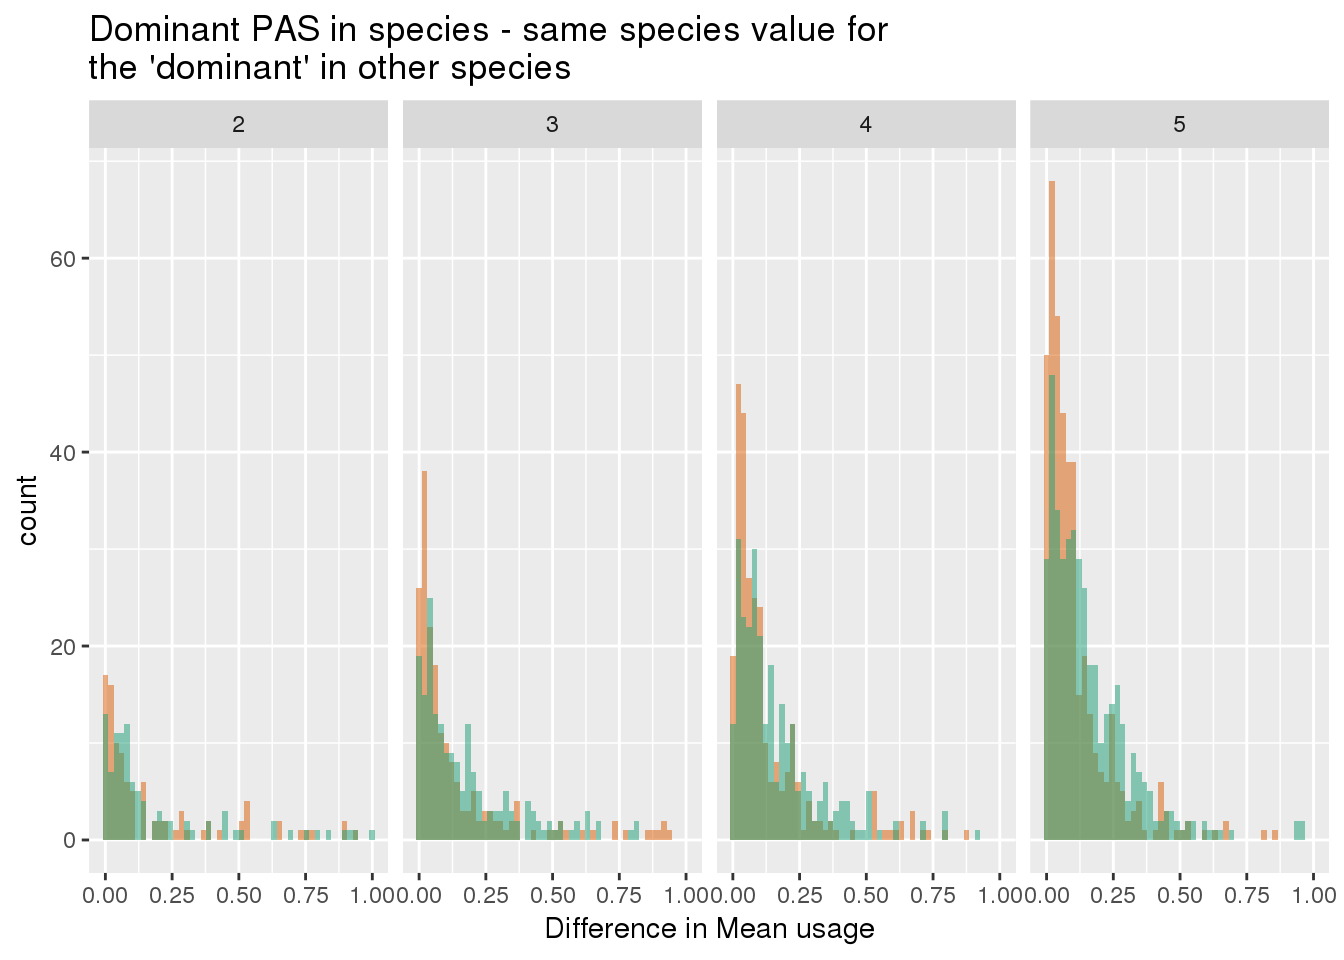 Dominant PAS in species - same species value for
the 'dominant' in other species
2 3 4 5
60
40
20
0
count
0.00 0.25 0.50 0.75 1.00 0.00 0.25 0.50 0.75 1.00 0.00 0.25 0.50 0.75 1.00 0.00 0.25 0.50 0.75 1.00
Difference in Mean usage